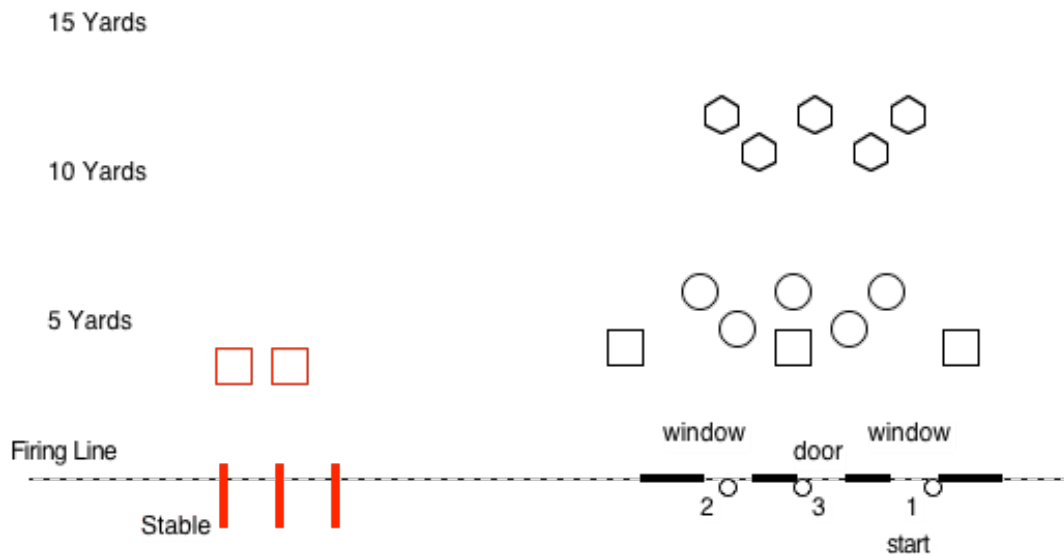 15 Yards
10 Yards
5 Yards
window
window
Firing Line
door
2
3
1
Stable
start